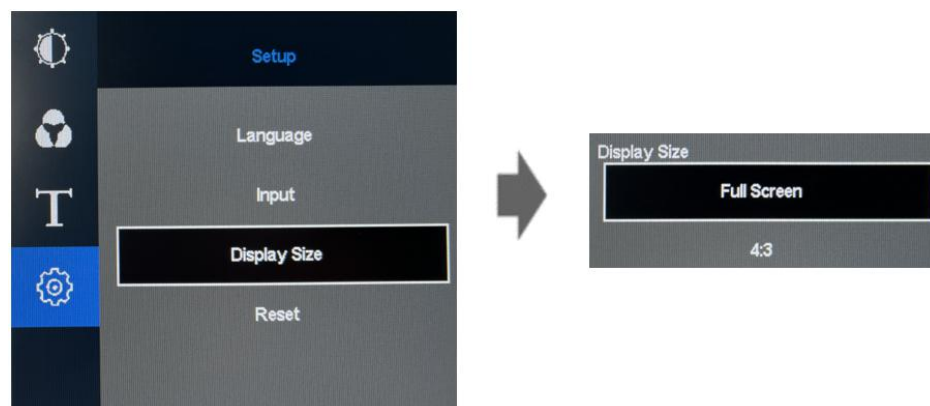 Setup
Language
Input
Display Size
Reset
Display Size
Full Screen
4:3